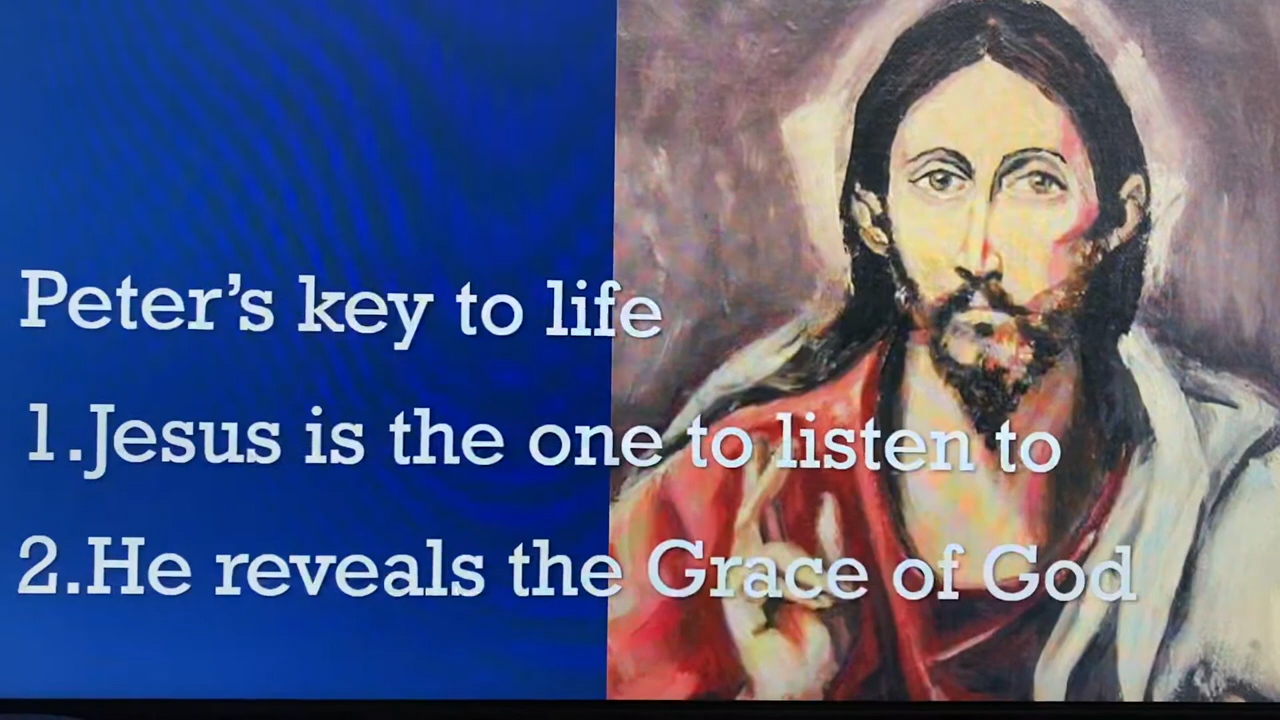 Peter’s key to life
1.Jesus is the one to listen to
2.He reveals the Grace of God